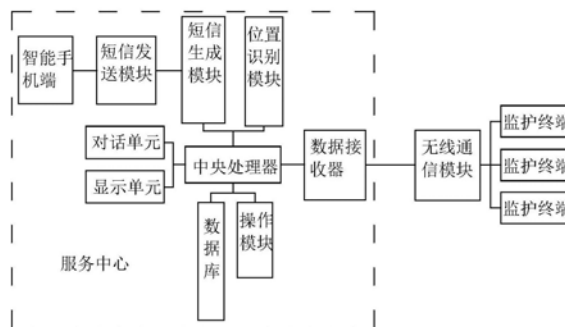 智能手
机端
短信发
送模块
短信
生成
模块
位置
识别
模块
对话单元
显示单元
中央处理器
数据接
收器
无线通
信模块
监护终端
监护终端
监护终端
数
据
库
操作
模块
服务中心